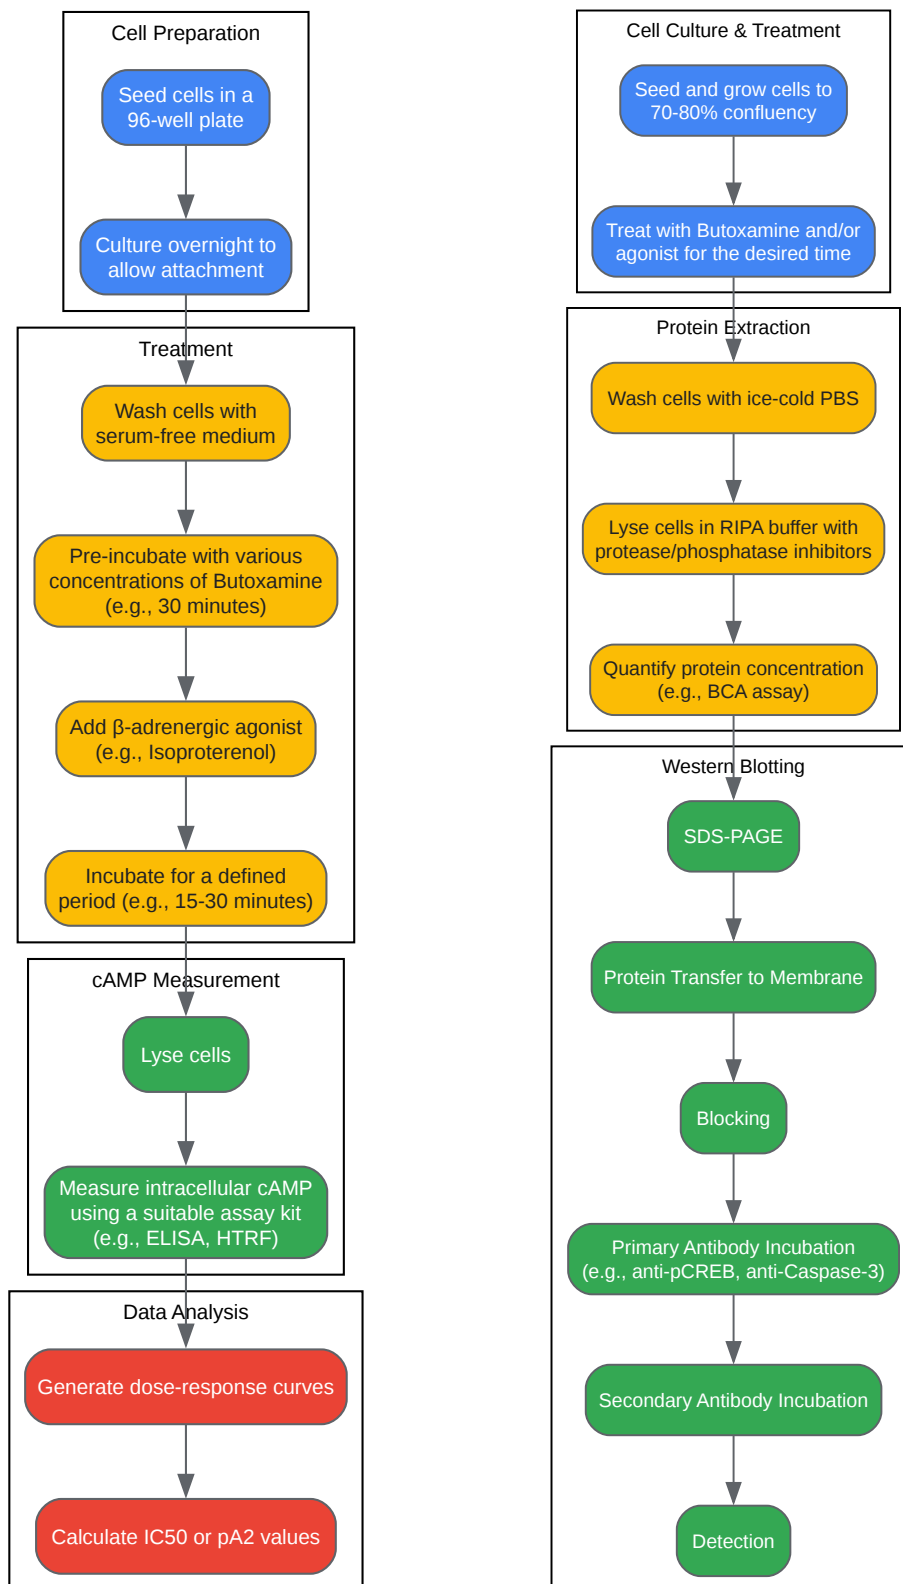 Cell Preparation
Seed cells in a
96-well plate
Culture overnight to
allow attachment
Treatment
Wash cells with
serum-free medium
Pre-incubate with various
concentrations of Butoxamine
(e.g., 30 minutes)
Add β-adrenergic agonist
(e.g., Isoproterenol)
Incubate for a defined
period (e.g., 15-30 minutes)
cAMP Measurement
Lyse cells
Measure intracellular cAMP
using a suitable assay kit
(e.g., ELISA, HTRF)
Data Analysis
Generate dose-response curves
Calculate IC50 or pA2 values
Cell Culture & Treatment
Seed and grow cells to
70-80% confluency
Treat with Butoxamine and/or
agonist for the desired time
Protein Extraction
Wash cells with ice-cold PBS
Lyse cells in RIPA buffer with
protease/phosphatase inhibitors
Quantify protein concentration
(e.g., BCA assay)
Western Blotting
SDS-PAGE
Protein Transfer to Membrane
Blocking
Primary Antibody Incubation
(e.g., anti-pCREB, anti-Caspase-3)
Secondary Antibody Incubation
Detection